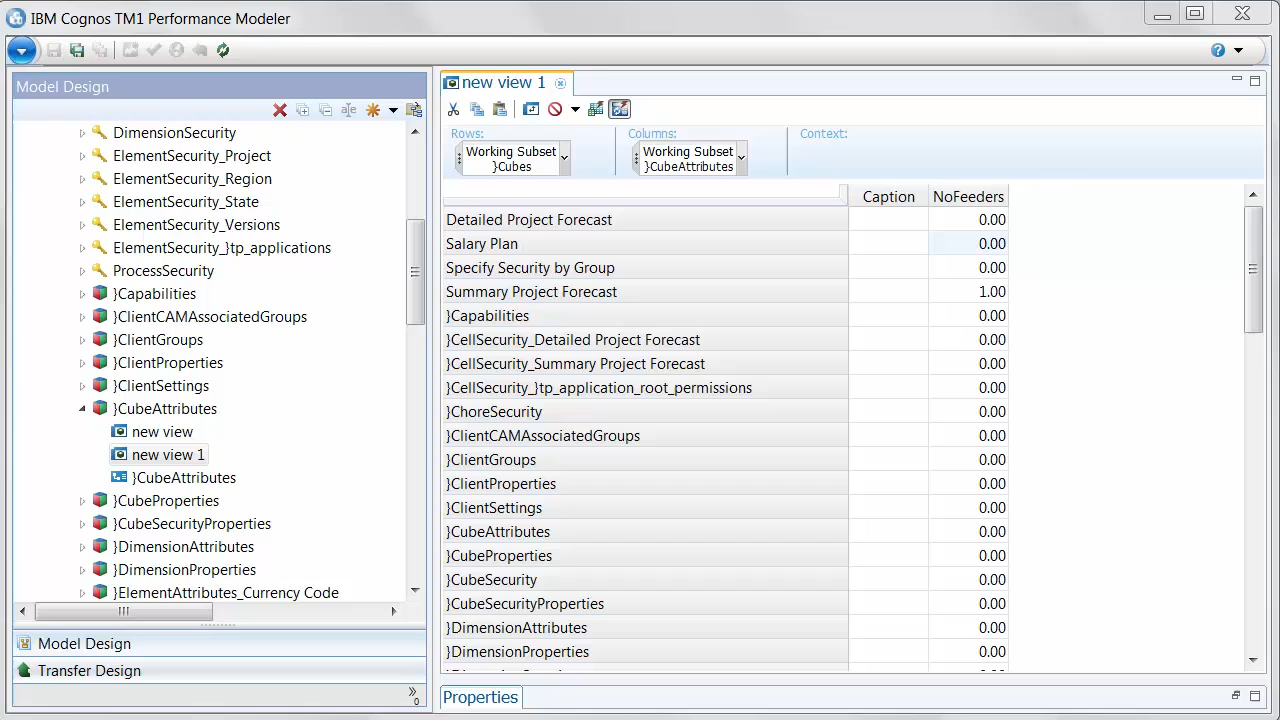 IBM Cognos TM1 Performance Modeler
Model Design
DimensionSecurity
ElementSecurity_Project
ElementSecurity_Region
ElementSecurity_State
ElementSecurity_Versions
ElementSecurity_}tp_applications
ProcessSecurity
}Capabilities
}ClientCAMAssociatedGroups
}ClientGroups
}ClientProperties
}ClientSettings
}CubeAttributes
new view
new view 1
}CubeAttributes
}CubeProperties
}CubeSecurityProperties
}DimensionAttributes
}DimensionProperties
}ElementAttributes_Currency Code
Model Design
Transfer Design
0
new view 1
Rows: Columns: Context:
Working Subset Working Subset
}Cubes }CubeAttributes
Caption NoFeeders
Detailed Project Forecast 0.00
Salary Plan 0.00
Specify Security by Group 0.00
Summary Project Forecast 1.00
}Capabilities 0.00
}CellSecurity_Detailed Project Forecast 0.00
}CellSecurity_Summary Project Forecast 0.00
}CellSecurity_}tp_application_root_permissions 0.00
}ChoreSecurity 0.00
}ClientCAMAssociatedGroups 0.00
}ClientGroups 0.00
}ClientProperties 0.00
}ClientSettings 0.00
}CubeAttributes 0.00
}CubeProperties 0.00
}CubeSecurity 0.00
}CubeSecurityProperties 0.00
}DimensionAttributes 0.00
}DimensionProperties 0.00
Properties